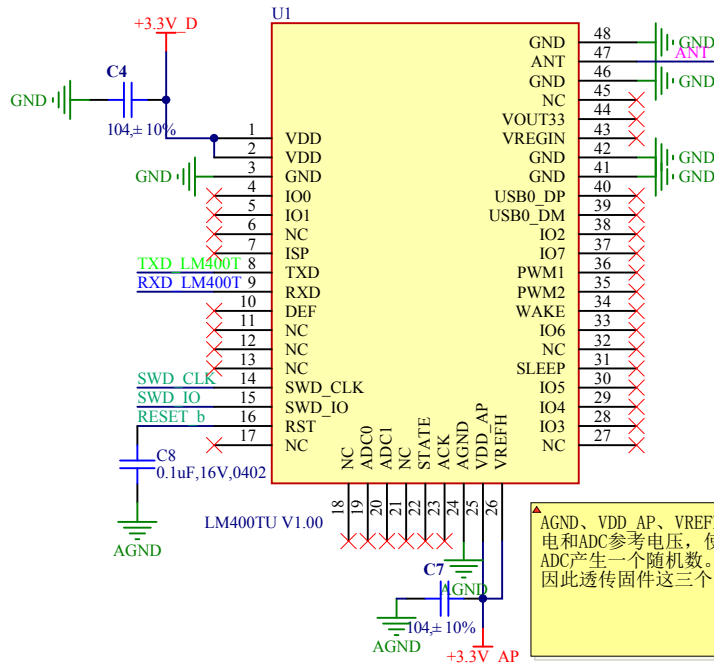 U1
+3.3V_D
C4
GND
104,±10%
1 VDD
2 VDD
GND 3 GND
4 IO0
5 IO1
6 NC
7 ISP
TXD_LM400T 8 TXD
RXD_LM400T 9 RXD
10 DEF
11 NC
12 NC
13 NC
SWD_CLK 14 SWD_CLK
SWD_IO 15 SWD_IO
RESET_b 16 RST
17 NC
GND 48 GND
ANT 47 ANT
GND 46 GND
NC 45
VOUT33 44
VREGIN 43
GND 42 GND
GND 41 GND
USB0_DP 40
USB0_DM 39
IO2 38
IO7 37
PWM1 36
PWM2 35
WAKE 34
IO6 33
NC 32
SLEEP 31
IO5 30
IO4 29
IO3 28
NC 27
NC 18
ADC0 19
ADC1 20
NC 21
STATE 22
ACK 23
AGND 24
VDD_AP 25
VREFH 26
C8
0.1uF,16V,0402
AGND
LM400TU V1.00
AGND
C7
104,±10%
AGND
+3.3V_AP
AGND、VDD_AP、VREF
电和ADC参考电压，
ADC产生一个随机数。
因此透传固件这三个